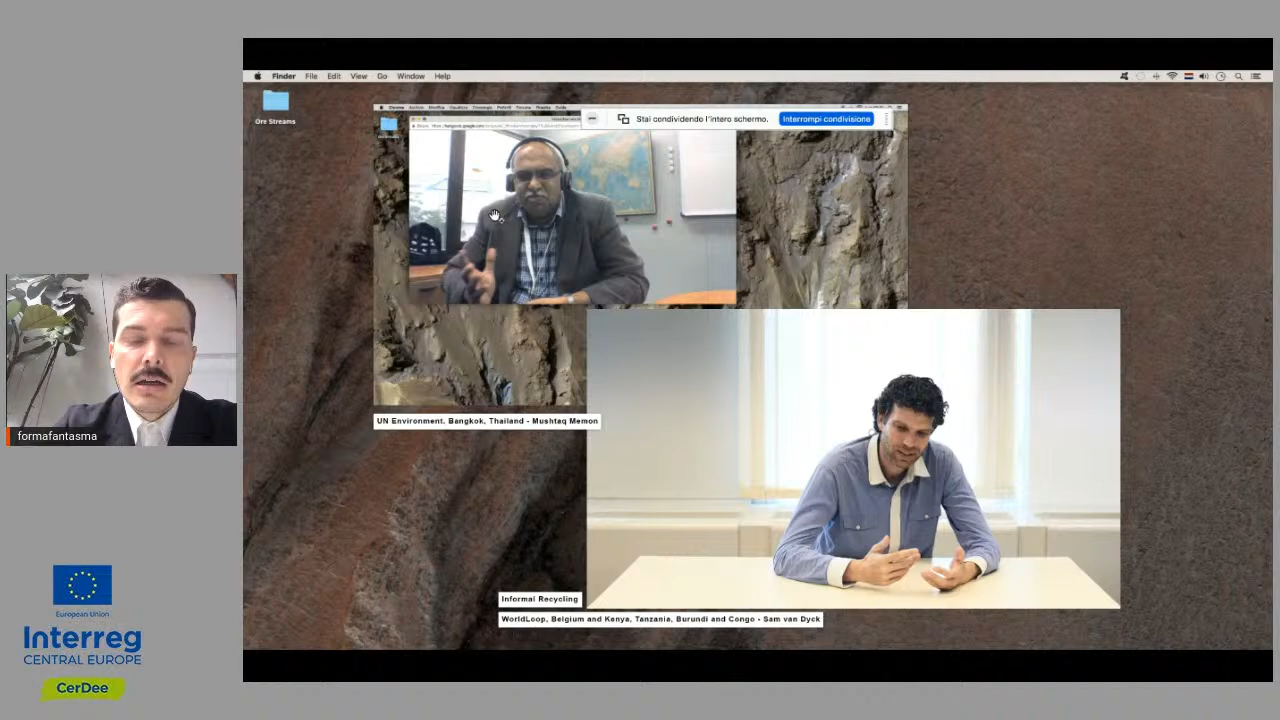 Finder File Edit View Go Window Help
Ore Streams
Stai condividendo l'intero schermo. Interrompi condivisione
UN Environment, Bangkok, Thailand - Mushtaq Memon
formafantasma
Informal Recycling
WorldLoop, Belgium and Kenya, Tanzania, Burundi and Congo - Sam van Dyck
European Union
Interreg
CENTRAL EUROPE
CerDee